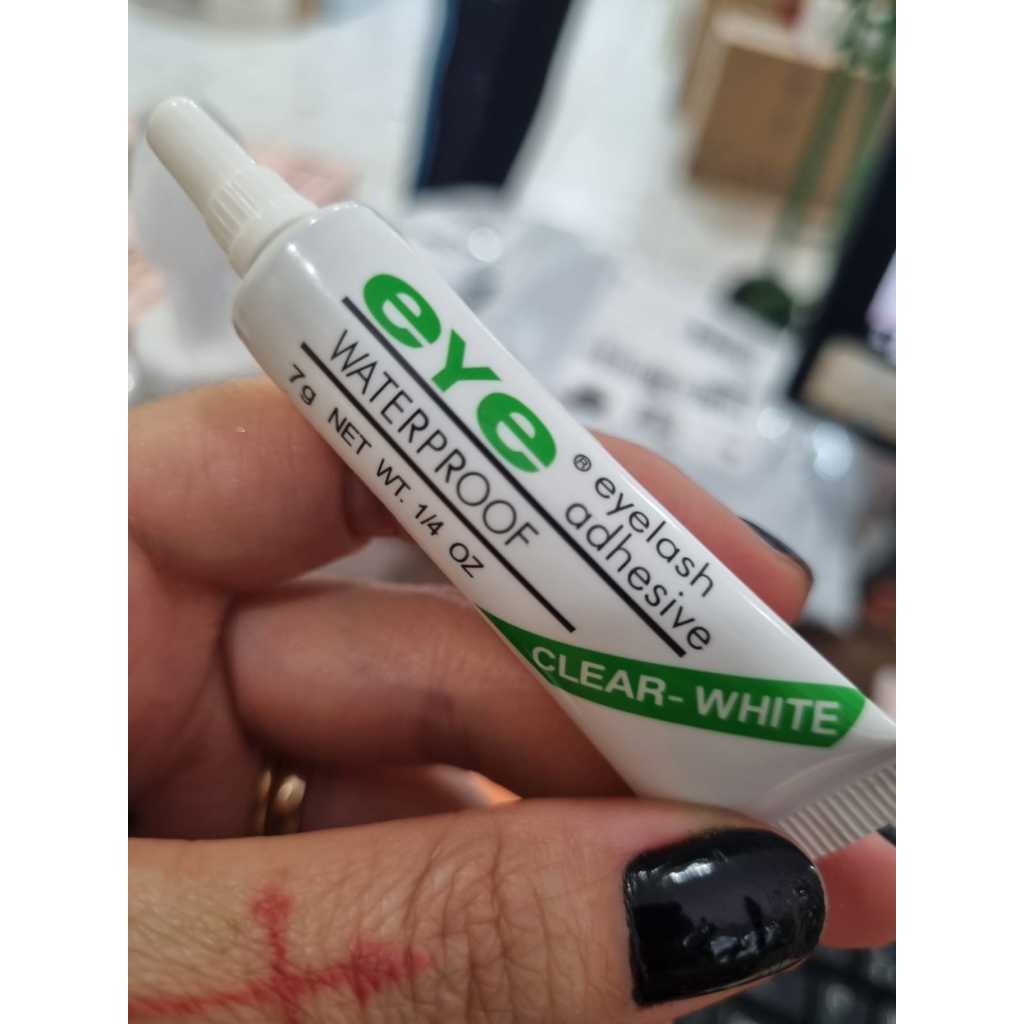 eye
® eyelash
adhesive
WATERPROOF
7g NET WT. 1/4 OZ
CLEAR-WHITE